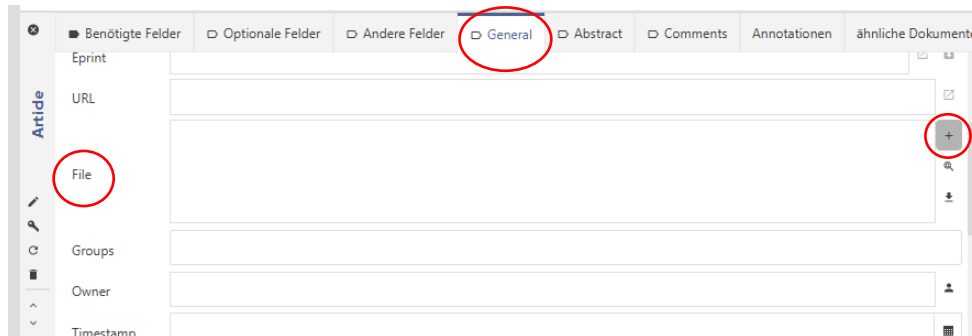 Benötigte Felder Optionale Felder Andere Felder General Abstract Comments Annotationen ähnliche Dokumente
Eprint
URL
Article
File
Groups
Owner
Timestamp